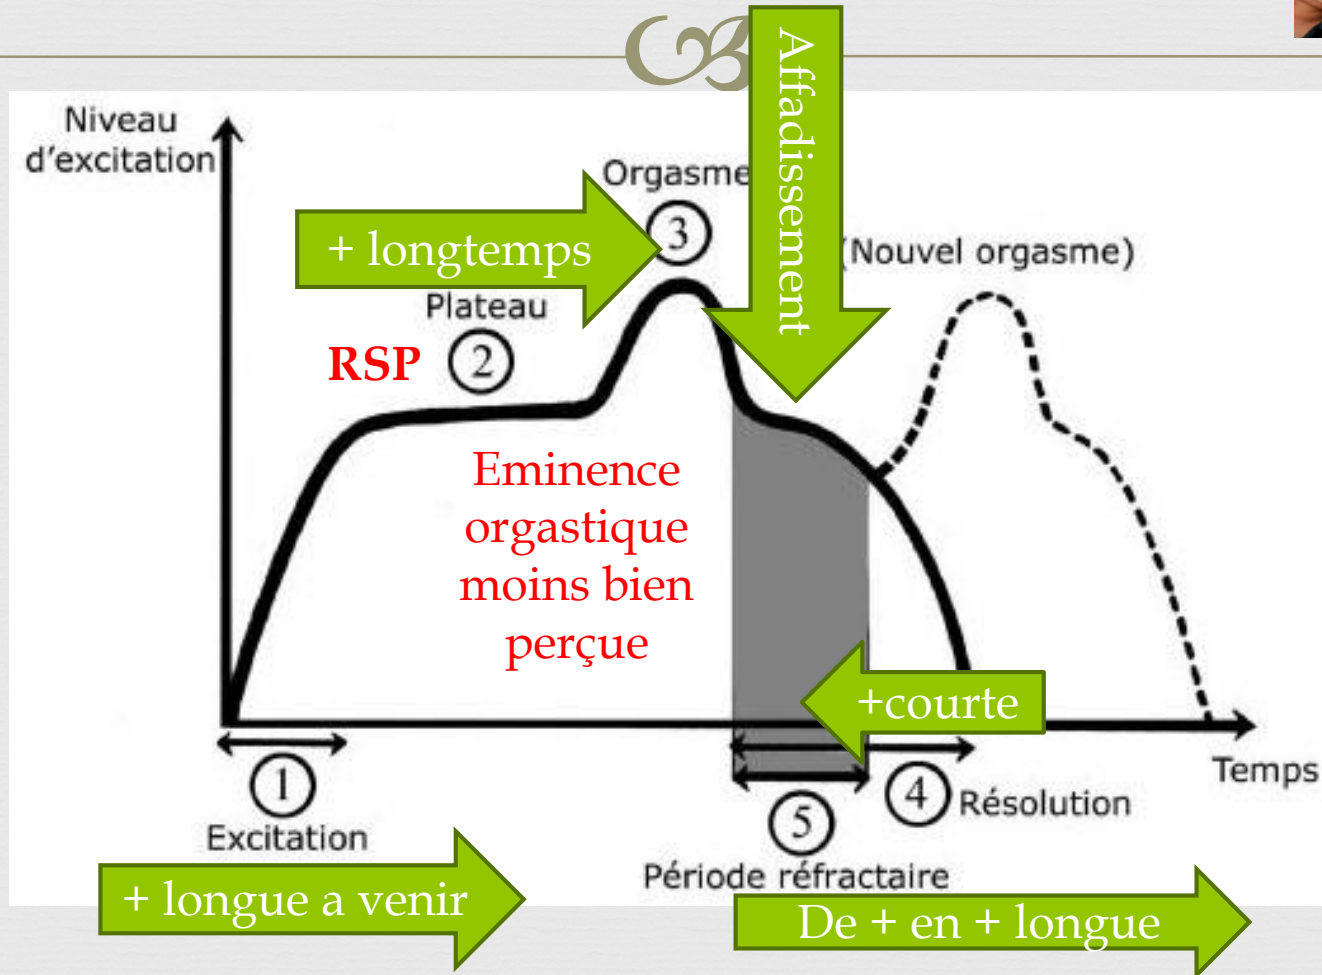 Affadissement
Niveau
d'excitation
Orgasme
3
+ longtemps
(Nouvel orgasme)
Plateau
RSP
2
Eminence
orgastique
moins bien
perçue
+courte
Temps
1
Excitation
4
Résolution
5
Période réfractaire
+ longue a venir
De + en + longue